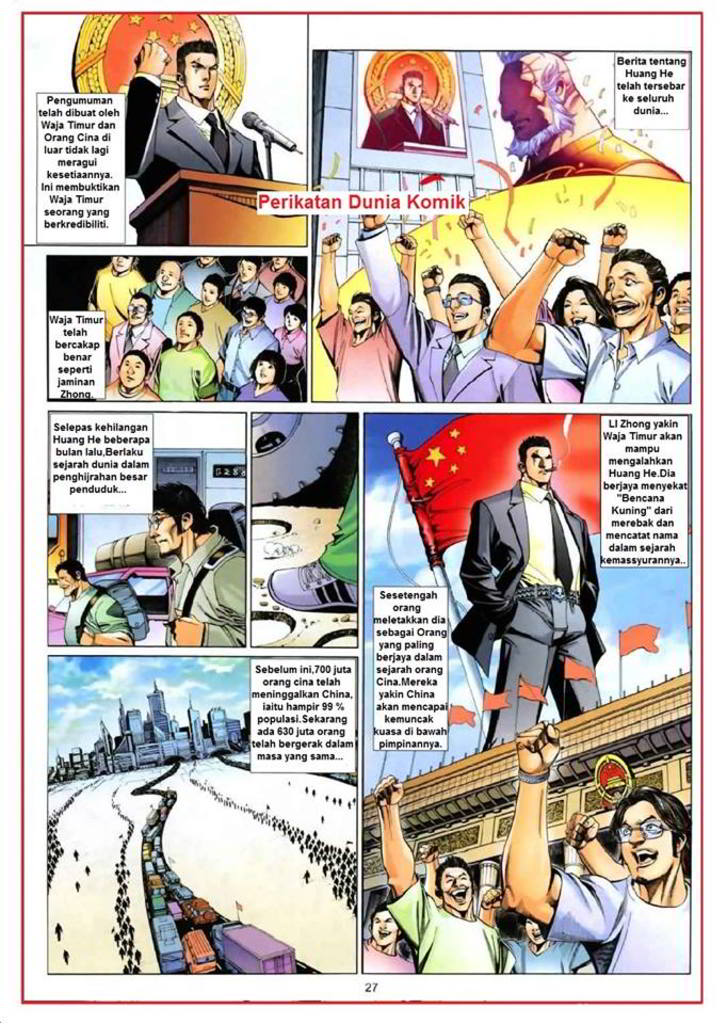 Pengumuman
telah dibuat oleh
Waja Timur dan
Orang Cina di
luar tidak lagi
meragui
kesetiaannya.
Ini membuktikan
Waja Timur
seorang yang
berkredibiliti.
Berita tentang
Huang He
telah tersebar
ke seluruh
dunia...
Perikatan Dunia Komik
Waja Timur
telah
bercakap
benar
seperti
jaminan
Zhong.
Selepas kehilangan
Huang He beberapa
bulan lalu,Berlaku
sejarah dunia dalam
penghijrahan besar
penduduk...
LI Zhong yakin
Waja Timur akan
mampu
mengalahkan
Huang He.Dia
berjaya menyekat
"Bencana
Kuning" dari
merebak dan
mencatat nama
dalam sejarah
kemassyurannya..
Sesetengah
orang
meletakkan dia
sebagai Orang
yang paling
berjaya dalam
sejarah orang
Cina.Mereka
yakin China
akan mencapai
kemuncak
kuasa di bawah
pimpinannya.
Sebelum ini,700 juta
orang cina telah
meninggalkan China,
iaitu hampir 99 %
populasi.Sekarang
ada 630 juta orang
telah bergerak dalam
masa yang sama...
27